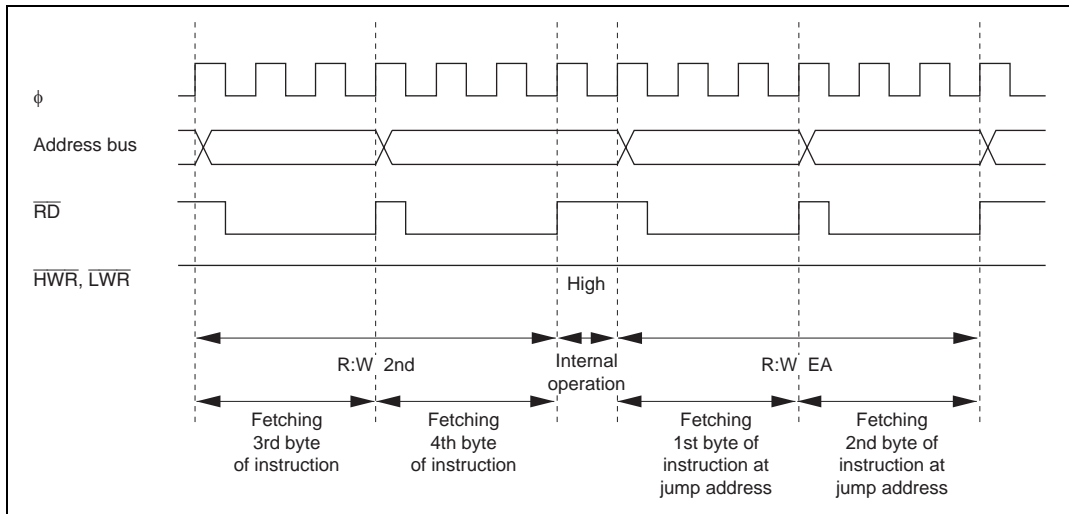 φ
Address bus
RD
HWR, LWR
High
R:W 2nd
Internal
operation
R:W EA
Fetching
3rd byte
of instruction
Fetching
4th byte
of instruction
Fetching
1st byte of
instruction at
jump address
Fetching
2nd byte of
instruction at
jump address